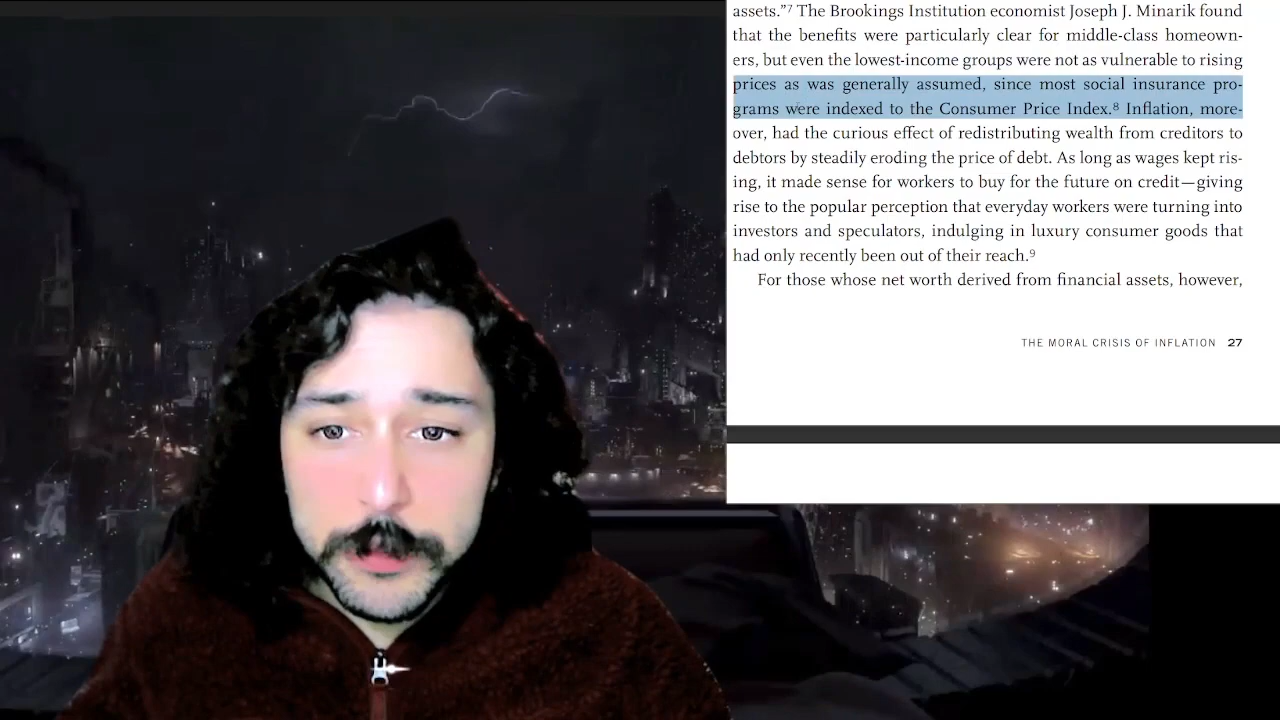 assets.”⁷ The Brookings Institution economist Joseph J. Minarik found
that the benefits were particularly clear for middle-class homeown-
ers, but even the lowest-income groups were not as vulnerable to rising
prices as was generally assumed, since most social insurance pro-
grams were indexed to the Consumer Price Index.⁸ Inflation, more-
over, had the curious effect of redistributing wealth from creditors to
debtors by steadily eroding the price of debt. As long as wages kept ris-
ing, it made sense for workers to buy for the future on credit—giving
rise to the popular perception that everyday workers were turning into
investors and speculators, indulging in luxury consumer goods that
had only recently been out of their reach.⁹
For those whose net worth derived from financial assets, however,
THE MORAL CRISIS OF INFLATION 27